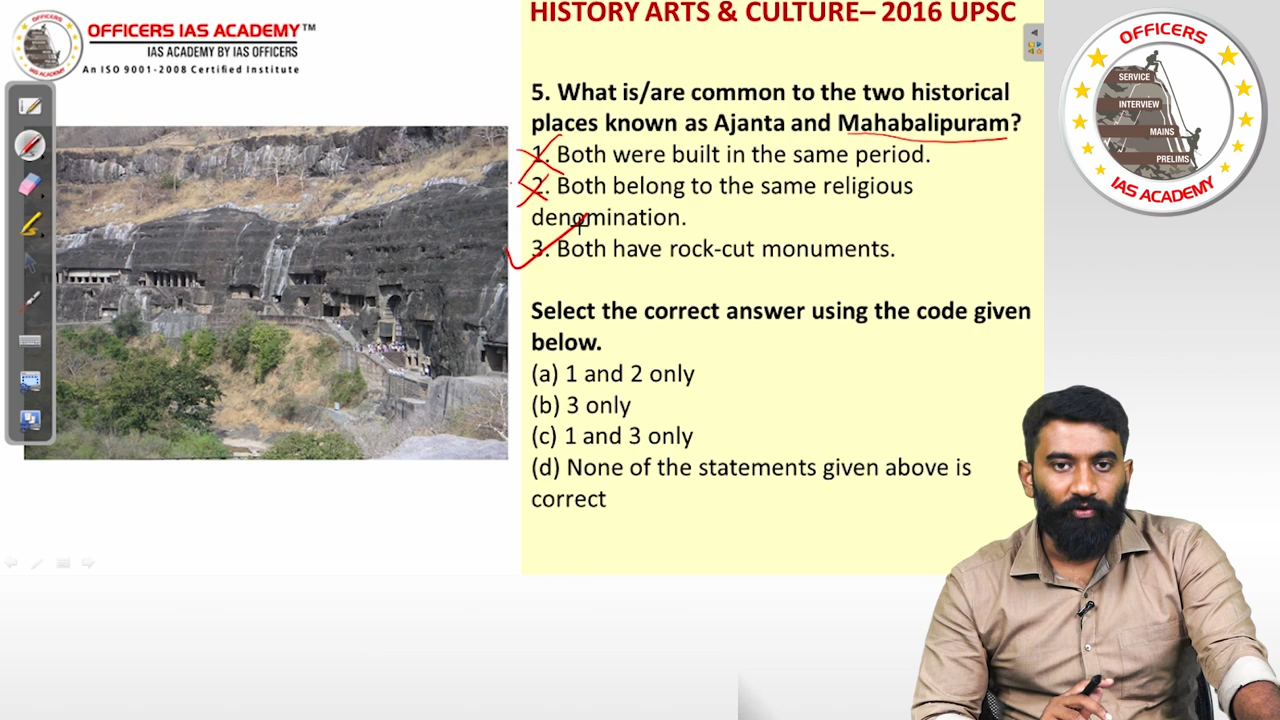 OFFICERS IAS ACADEMY™
IAS ACADEMY BY IAS OFFICERS
An ISO 9001-2008 Certified Institute
OFFICERS
IAS ACADEMY
HISTORY ARTS & CULTURE– 2016 UPSC
5. What is/are common to the two historical
places known as Ajanta and Mahabalipuram?
1. Both were built in the same period.
2. Both belong to the same religious
denomination.
3. Both have rock-cut monuments.
Select the correct answer using the code given
below.
(a) 1 and 2 only
(b) 3 only
(c) 1 and 3 only
(d) None of the statements given above is
correct
OFFICERS
SERVICE
INTERVIEW
MAINS
PRELIMS
IAS ACADEMY